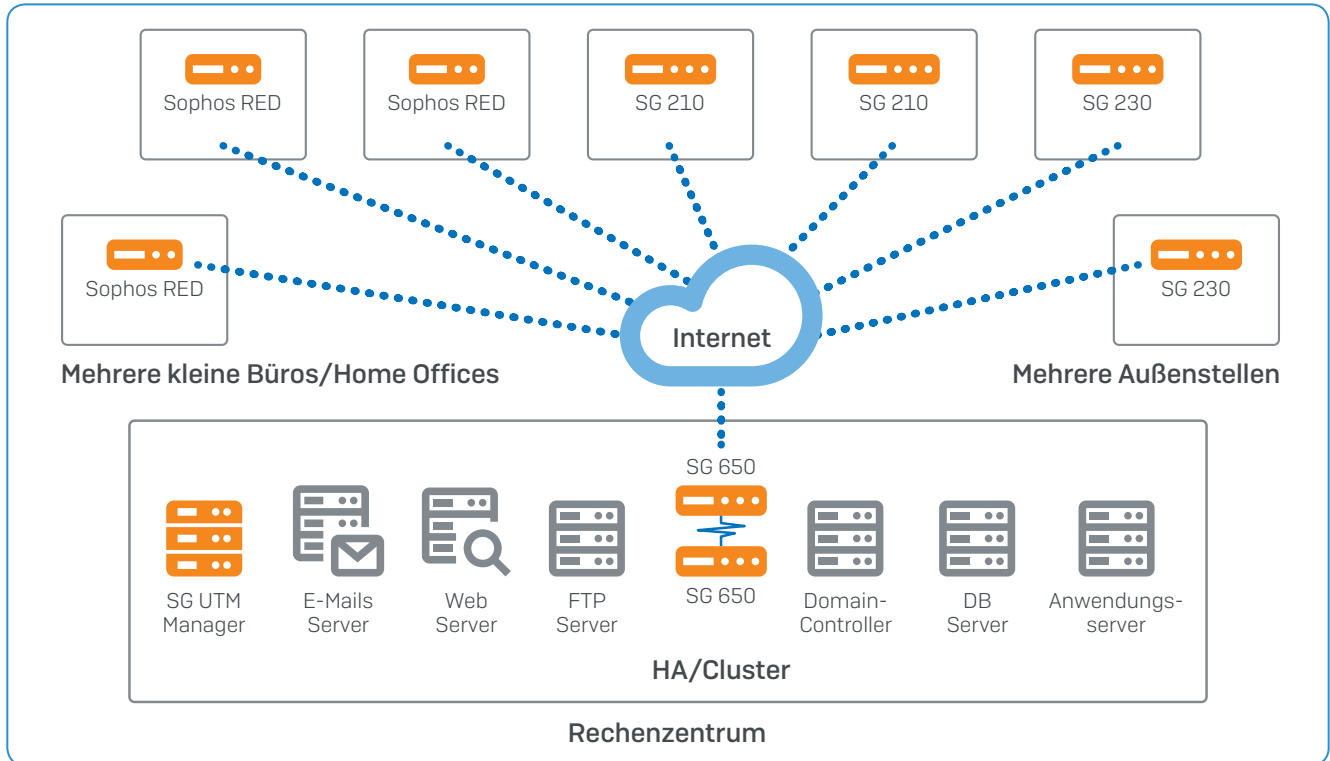 Sophos RED
Sophos RED
SG 210
SG 210
SG 230
Sophos RED
SG 230
Internet
Mehrere kleine Büros/Home Offices
Mehrere Außenstellen
SG 650
SG UTM
Manager
E-Mails
Server
Web
Server
FTP
Server
SG 650
Domain-
Controller
DB
Server
Anwendungs-
server
HA/Cluster
Rechenzentrum